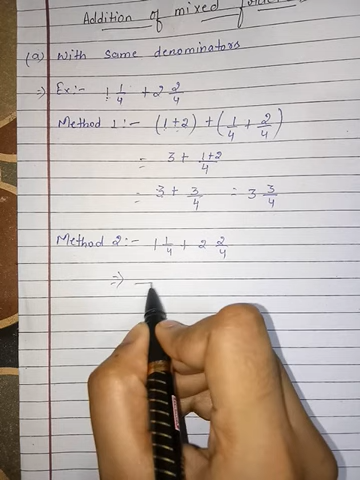 Addition of mixed
(a) With same denominators
⇒ Ex:- 1 1/4 + 2 2/4
Method 1:- (1+2) + (1/4 + 2/4)
= 3 + 1+2/4
= 3 + 3/4 = 3 3/4
Method 2:- 1 1/4 + 2 2/4
⇒